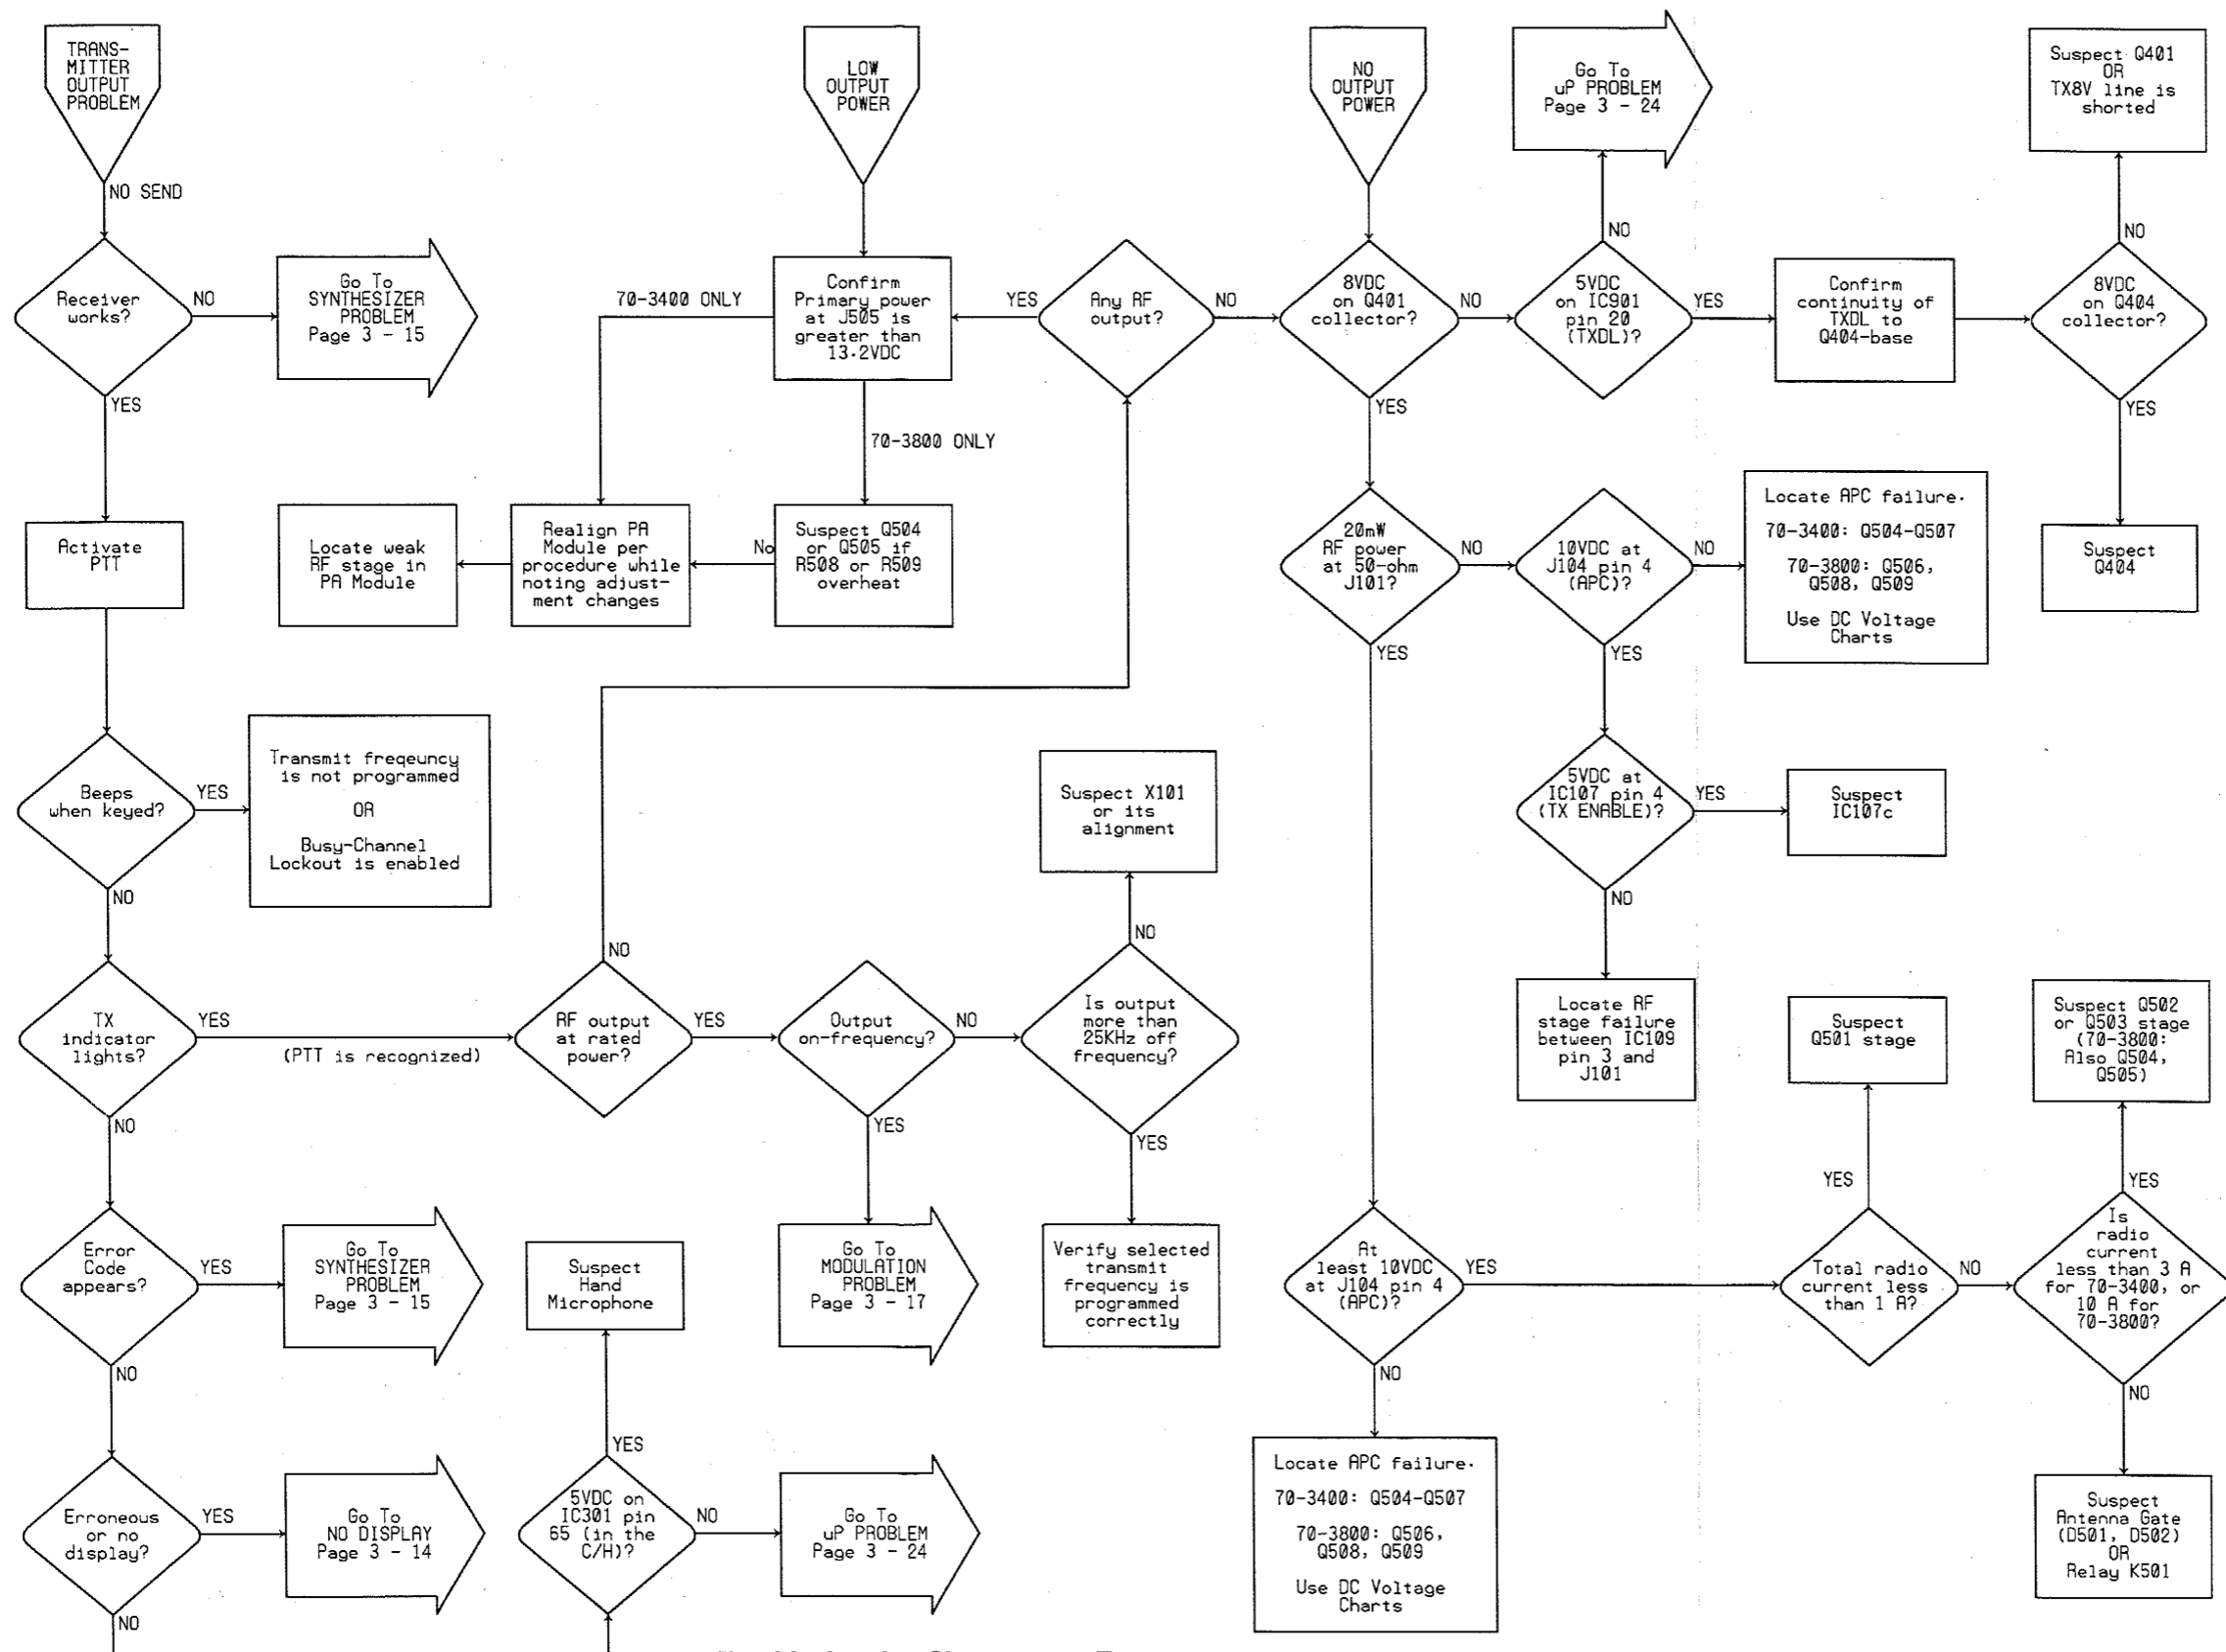 TRANS-
MITTER
OUTPUT
PROBLEM
NO SEND
Receiver
works?
NO
Go To
SYNTHESIZER
PROBLEM
Page 3 - 15
YES
Activate
PTT
Beeps
when keyed?
YES
Transmit freqeuncy
is not programmed
OR
Busy-Channel
Lockout is enabled
NO
TX
indicator
lights?
YES
(PTT is recognized)
NO
Error
Code
appears?
YES
Go To
SYNTHESIZER
PROBLEM
Page 3 - 15
NO
Erroneous
or no
display?
YES
Go To
NO DISPLAY
Page 3 - 14
NO
5VDC on
IC301 pin
65 (in the
C/H)?
YES
Suspect
Hand
Microphone
NO
Go To
uP PROBLEM
Page 3 - 24
RF output
at rated
power?
NO
YES
Output
on-frequency?
YES
Go To
MODULATION
PROBLEM
Page 3 - 17
NO
Is output
more than
25KHz off
frequency?
NO
Suspect X101
or its
alignment
YES
Verify selected
transmit
frequency is
programmed
correctly
LOW
OUTPUT
POWER
Confirm
Primary power
at J505 is
greater than
13.2VDC
70-3400 ONLY
70-3800 ONLY
Suspect Q504
or Q505 if
R508 or R509
overheat
No
Realign PA
Module per
procedure while
noting adjust-
ment changes
Locate weak
RF stage in
PA Module
Any RF
output?
YES
NO
NO
OUTPUT
POWER
8VDC
on Q401
collector?
NO
5VDC
on IC901
pin 20
(TXDL)?
NO
Go To
uP PROBLEM
Page 3 - 24
YES
Confirm
continuity of
TXDL to
Q404-base
8VDC
on Q404
collector?
NO
Suspect Q401
OR
TX8V line is
shorted
YES
Suspect
Q404
YES
20mW
RF power
at 50-ohm
J101?
NO
10VDC at
J104 pin 4
(APC)?
NO
Locate APC failure.
70-3400: Q504-Q507
70-3800: Q506,
Q508, Q509
Use DC Voltage
Charts
YES
5VDC at
IC107 pin 4
(TX ENABLE)?
YES
Suspect
IC107c
NO
Locate RF
stage failure
between IC109
pin 3 and
J101
YES
At
least 10VDC
at J104 pin 4
(APC)?
NO
Locate APC failure.
70-3400: Q504-Q507
70-3800: Q506,
Q508, Q509
Use DC Voltage
Charts
YES
Total radio
current less
than 1 A?
YES
Suspect
Q501 stage
NO
Is
radio
current
less than 3 A
for 70-3400, or
10 A for
70-3800?
YES
Suspect Q502
or Q503 stage
(70-3800:
Also Q504,
Q505)
NO
Suspect
Antenna Gate
(D501, D502)
OR
Relay K501